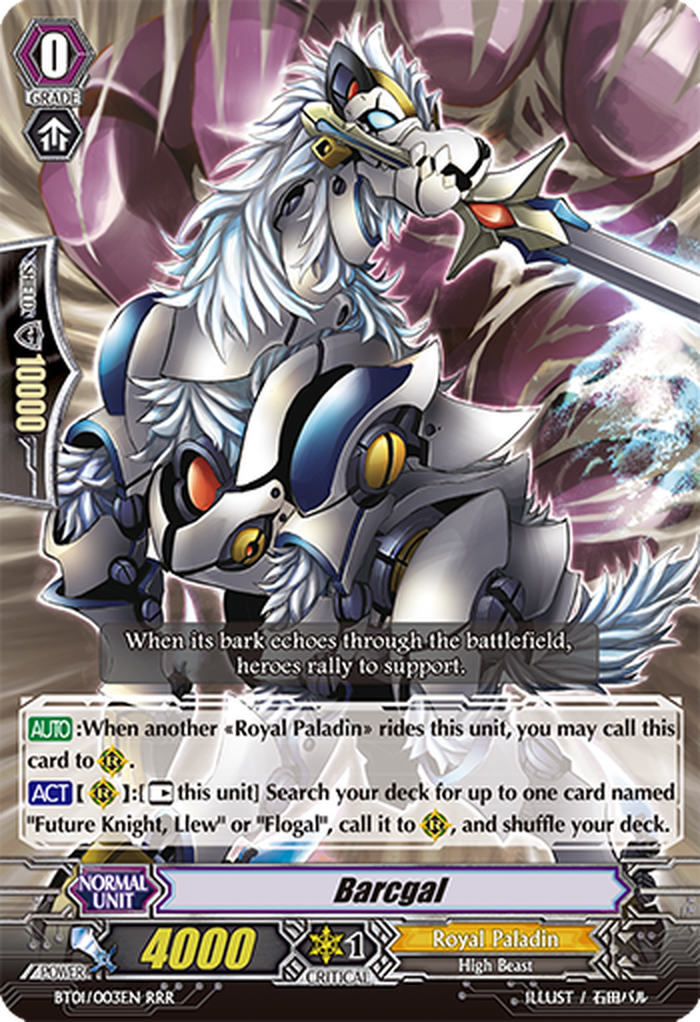 0
GRADE
SHIELD
10000
When its bark echoes through the battlefield,
heroes rally to support.
AUTO:When another «Royal Paladin» rides this unit, you may call this
card to R.
ACT[R]:[this unit] Search your deck for up to one card named
"Future Knight, Llew" or "Flogal", call it to R, and shuffle your deck.
NORMAL
UNIT
Barcgal
POWER
4000
1
CRITICAL
Royal Paladin
High Beast
BT01/003EN RRR
ILLUST / 石田バル